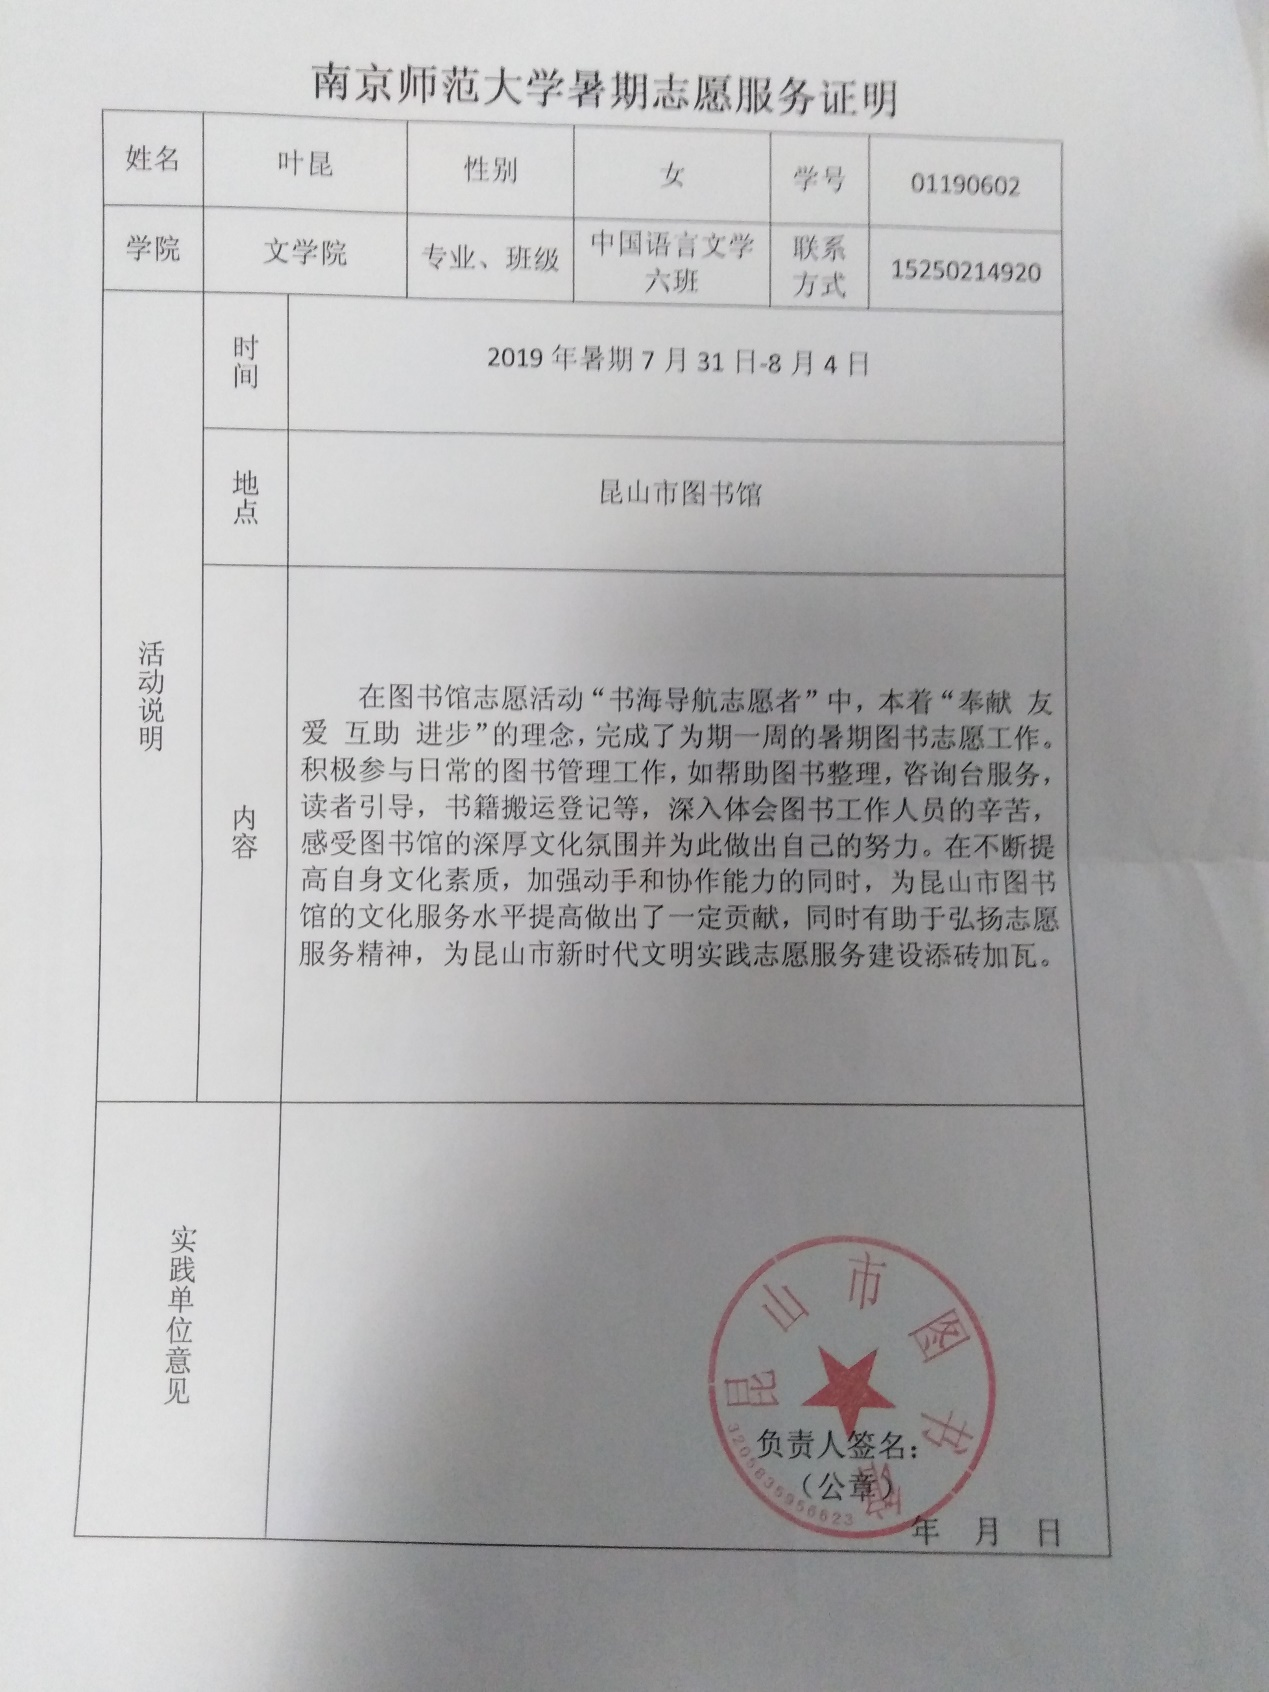 南京师范大学暑期志愿服务证明
姓名 叶昆 性别 女 学号 01190602
学院 文学院 专业、班级 中国语言文学六班 联系方式 15250214920
活动说明
时间 2019 年暑期 7 月 31 日-8 月 4 日
地点 昆山市图书馆
内容
在图书馆志愿活动“书海导航志愿者”中，本着“奉献 友
爱 互助 进步”的理念，完成了为期一周的暑期图书志愿工作。
积极参与日常的图书管理工作，如帮助图书整理，咨询台服务，
读者引导，书籍搬运登记等，深入体会图书工作人员的辛苦，
感受图书馆的深厚文化氛围并为此做出自己的努力。在不断提
高自身文化素质，加强动手和协作能力的同时，为昆山市图书
馆的文化服务水平提高做出了一定贡献，同时有助于弘扬志愿
服务精神，为昆山市新时代文明实践志愿服务建设添砖加瓦。
实践单位意见
昆山市图书馆
负责人签名：
（公章）
年 月 日